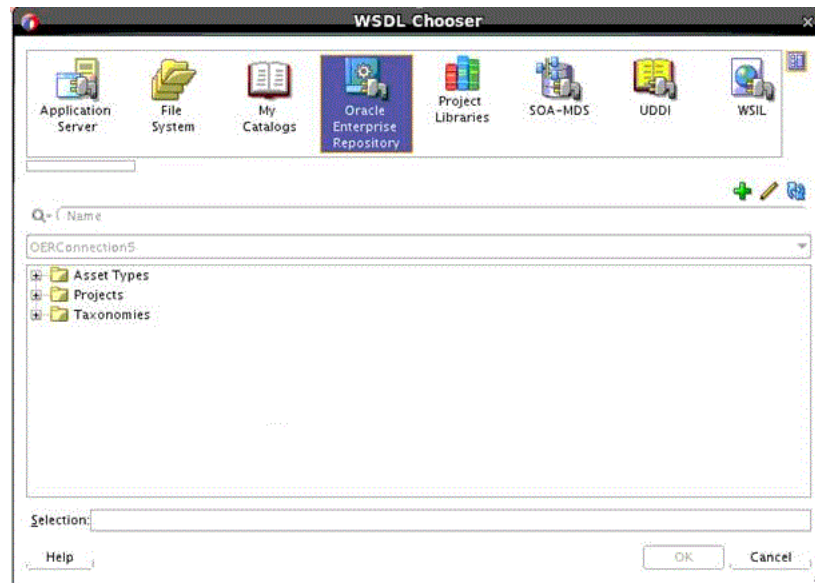 WSDL Chooser
Application Server
File System
My Catalogs
Oracle Enterprise Repository
Project Libraries
SOA-MDS
UDDI
WSIL
Name
OERConnection5
Asset Types
Projects
Taxonomies
Selection:
Help
OK
Cancel